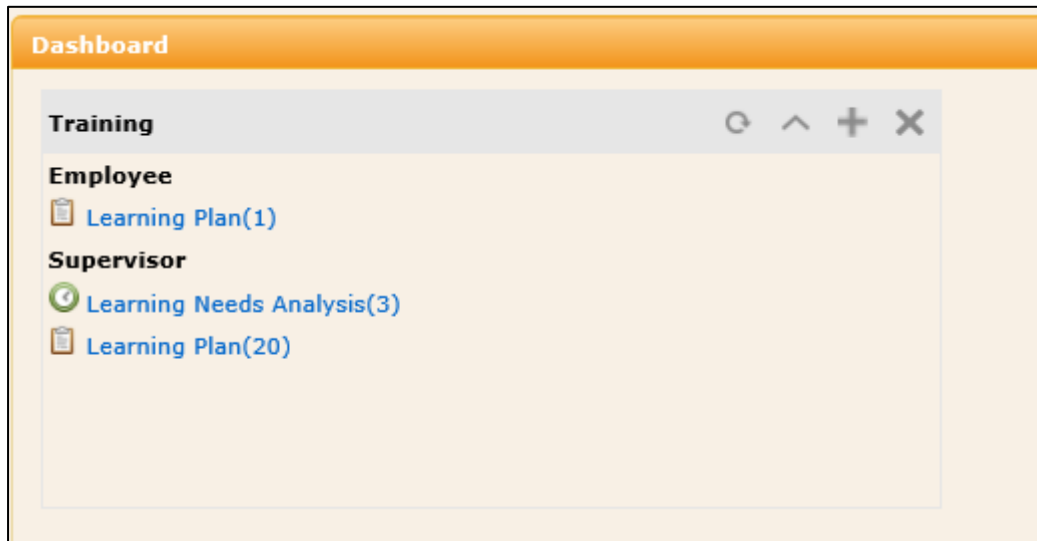 Dashboard
Training
Employee
Learning Plan(1)
Supervisor
Learning Needs Analysis(3)
Learning Plan(20)